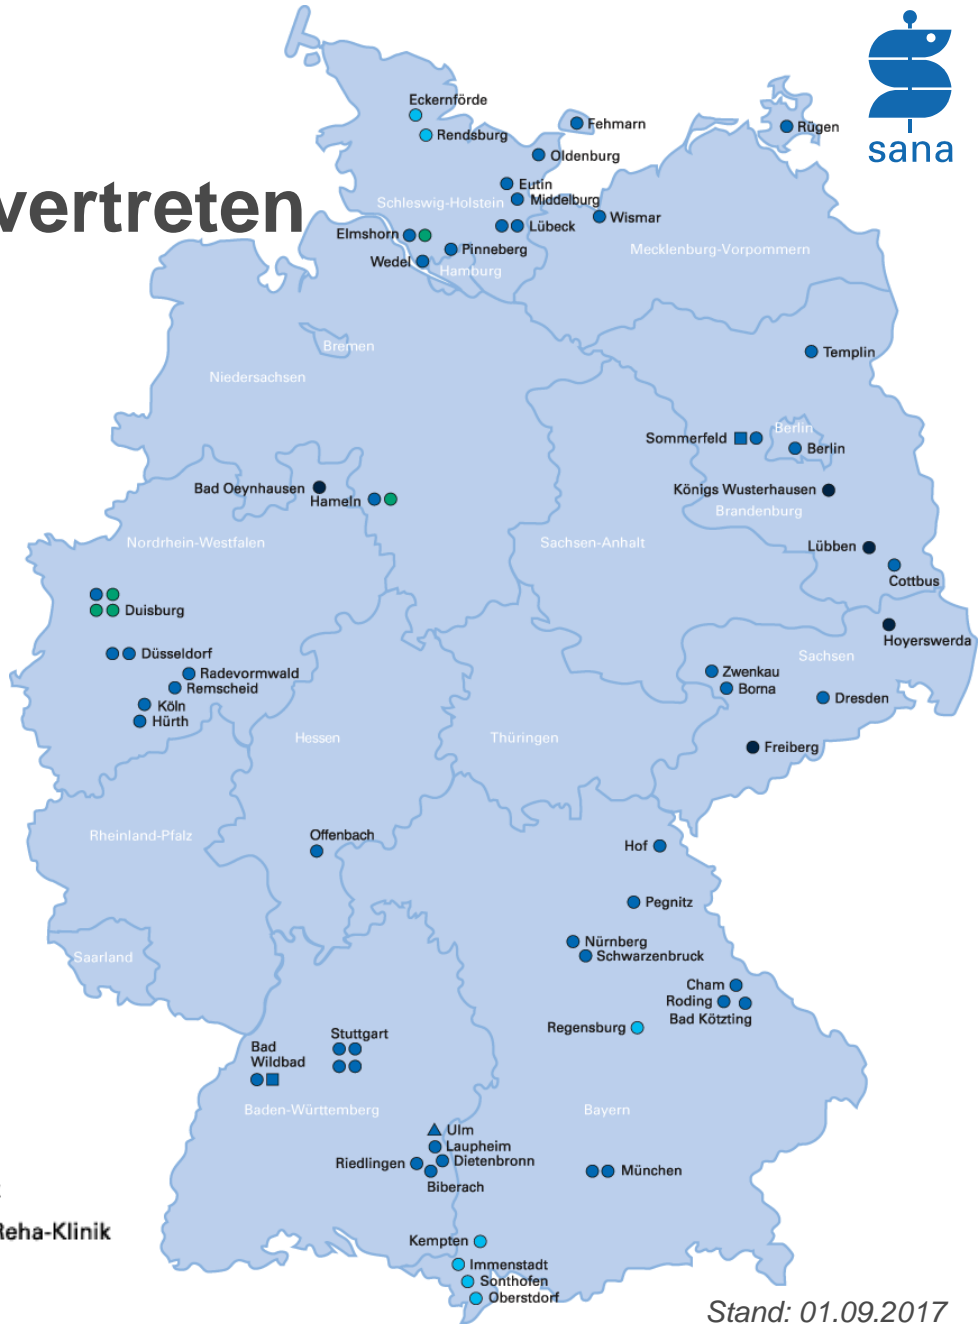 Eckernförde
Rendsburg
Fehmarn
Rügen
sana
Oldenburg
Eutin
Middelburg
Schleswig-Holstein
vertreten
Wismar
Lübeck
Elmshorn
Pinneberg
Mecklenburg-Vorpommern
Wedel
Hamburg
Bremen
Templin
Niedersachsen
Berlin
Sommerfeld
Berlin
Bad Oeynhausen
Königs Wusterhausen
Hameln
Brandenburg
Nordrhein-Westfalen
Sachsen-Anhalt
Lübben
Cottbus
Duisburg
Hoyerswerda
Düsseldorf
Sachsen
Radevormwald
Zwenkau
Remscheid
Borna
Dresden
Köln
Hürth
Hessen
Thüringen
Freiberg
Rheinland-Pfalz
Offenbach
Hof
Pegnitz
Nürnberg
Schwarzenbruck
Saarland
Cham
Roding
Bad Kötzting
Regensburg
Stuttgart
Bad
Wildbad
Baden-Württemberg
Bayern
Ulm
Laupheim
Riedlingen
Dietenbronn
München
Biberach
Reha-Klinik
Kempten
Immenstadt
Sonthofen
Oberstdorf
Stand: 01.09.2017